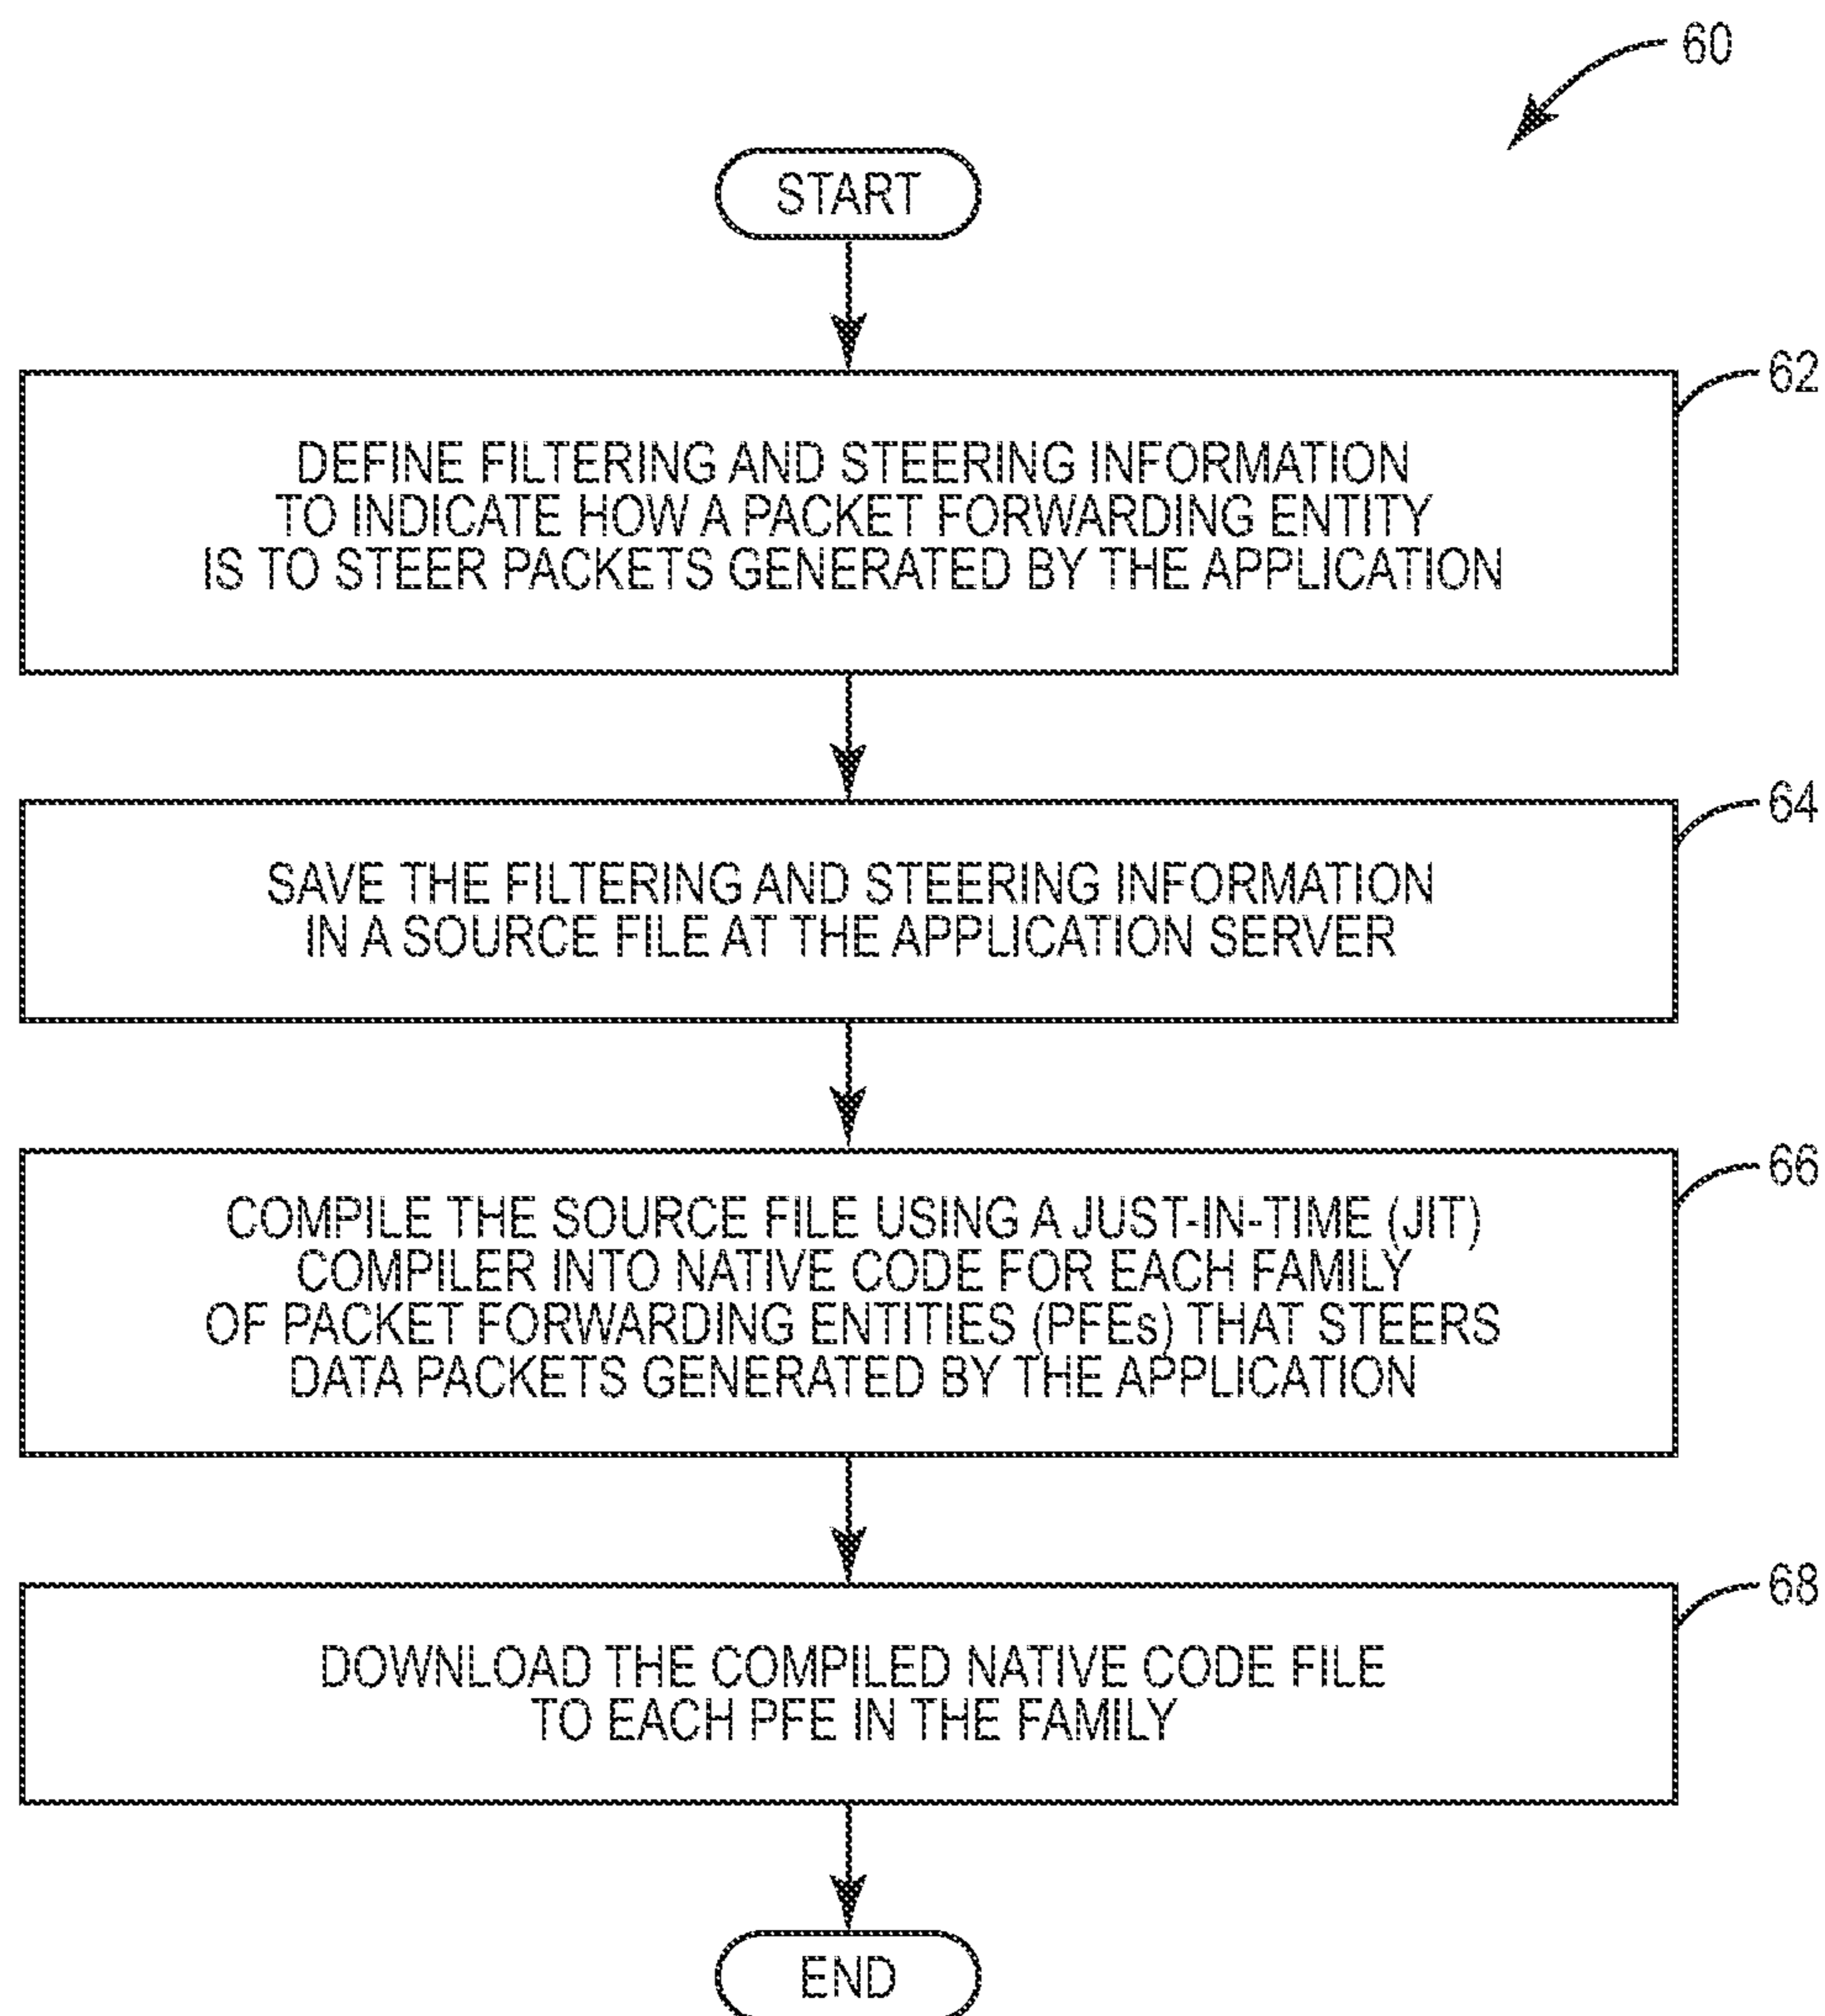 60
START
62
DEFINE FILTERING AND STEERING INFORMATION
TO INDICATE HOW A PACKET FORWARDING ENTITY
IS TO STEER PACKETS GENERATED BY THE APPLICATION
64
SAVE THE FILTERING AND STEERING INFORMATION
IN A SOURCE FILE AT THE APPLICATION SERVER
66
COMPILE THE SOURCE FILE USING A JUST-IN-TIME (JIT)
COMPILER INTO NATIVE CODE FOR EACH FAMILY
OF PACKET FORWARDING ENTITIES (PFEs) THAT STEERS
DATA PACKETS GENERATED BY THE APPLICATION
68
DOWNLOAD THE COMPILED NATIVE CODE FILE
TO EACH PFE IN THE FAMILY
END